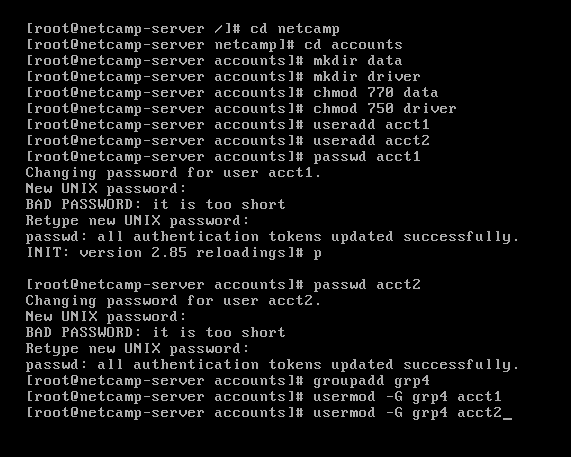 [root@netcamp-server /]# cd netcamp
[root@netcamp-server netcamp]# cd accounts
[root@netcamp-server accounts]# mkdir data
[root@netcamp-server accounts]# mkdir driver
[root@netcamp-server accounts]# chmod 770 data
[root@netcamp-server accounts]# chmod 750 driver
[root@netcamp-server accounts]# useradd acct1
[root@netcamp-server accounts]# useradd acct2
[root@netcamp-server accounts]# passwd acct1
Changing password for user acct1.
New UNIX password:
BAD PASSWORD: it is too short
Retype new UNIX password:
passwd: all authentication tokens updated successfully.
INIT: version 2.85 reloadings]# p
[root@netcamp-server accounts]# passwd acct2
Changing password for user acct2.
New UNIX password:
BAD PASSWORD: it is too short
Retype new UNIX password:
passwd: all authentication tokens updated successfully.
[root@netcamp-server accounts]# groupadd grp4
[root@netcamp-server accounts]# usermod -G grp4 acct1
[root@netcamp-server accounts]# usermod -G grp4 acct2_